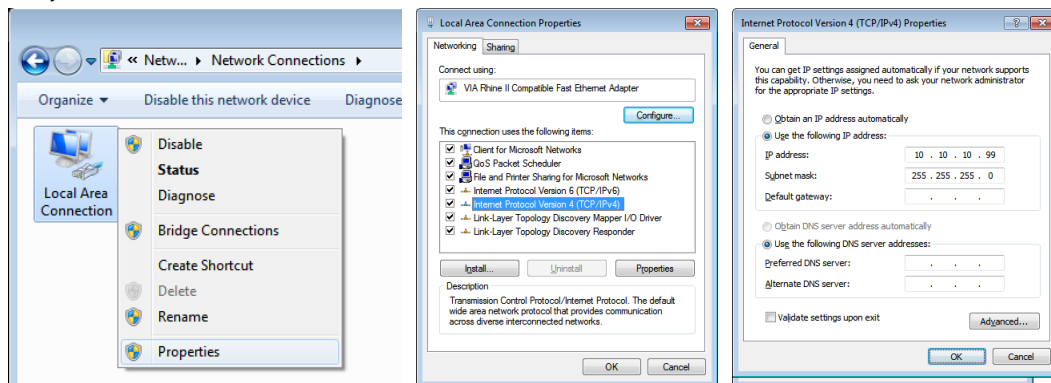 « Netw... ▸ Network Connections ▸
Organize ▾ Disable this network device Diagnose
Local Area
Connection
Disable
Status
Diagnose
Bridge Connections
Create Shortcut
Delete
Rename
Properties
Local Area Connection Properties
Networking Sharing
Connect using:
VIA Rhine II Compatible Fast Ethernet Adapter
Configure...
This connection uses the following items:
Client for Microsoft Networks
QoS Packet Scheduler
File and Printer Sharing for Microsoft Networks
Internet Protocol Version 6 (TCP/IPv6)
Internet Protocol Version 4 (TCP/IPv4)
Link-Layer Topology Discovery Mapper I/O Driver
Link-Layer Topology Discovery Responder
Install... Uninstall Properties
Description
Transmission Control Protocol/Internet Protocol. The default
wide area network protocol that provides communication
across diverse interconnected networks.
OK Cancel
Internet Protocol Version 4 (TCP/IPv4) Properties
General
You can get IP settings assigned automatically if your network supports
this capability. Otherwise, you need to ask your network administrator
for the appropriate IP settings.
Obtain an IP address automatically
Use the following IP address:
IP address: 10 . 10 . 10 . 99
Subnet mask: 255 . 255 . 255 . 0
Default gateway: . . .
Obtain DNS server address automatically
Use the following DNS server addresses:
Preferred DNS server: . . .
Alternate DNS server: . . .
Validate settings upon exit
Advanced...
OK Cancel